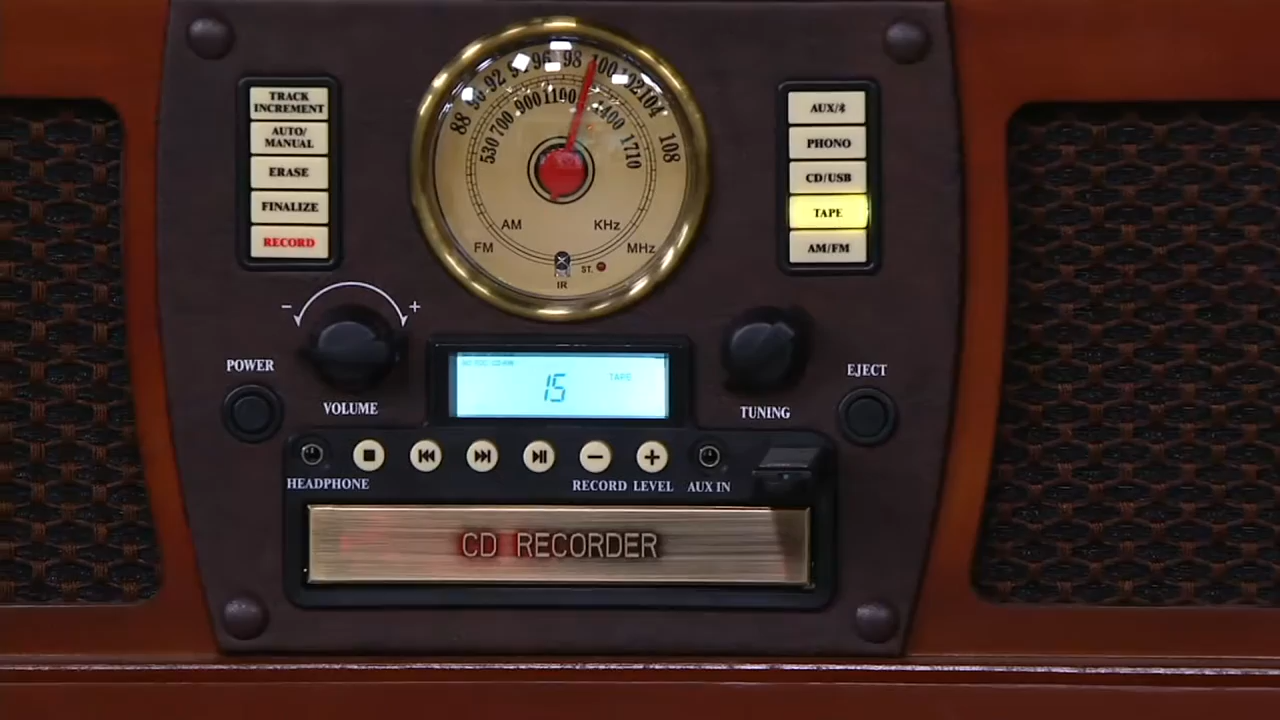 TRACK
INCREMENT
AUTO/
MANUAL
ERASE
FINALIZE
RECORD
88 90 92 94 96 98 100 102 104 108
530 700 900 1100 1400 1710
AM KHz
FM MHz
ST.
IR
AUX/
PHONO
CD/USB
TAPE
AM/FM
− +
POWER
VOLUME
TAPE
15
TUNING
EJECT
HEADPHONE
RECORD LEVEL
AUX IN
CD RECORDER